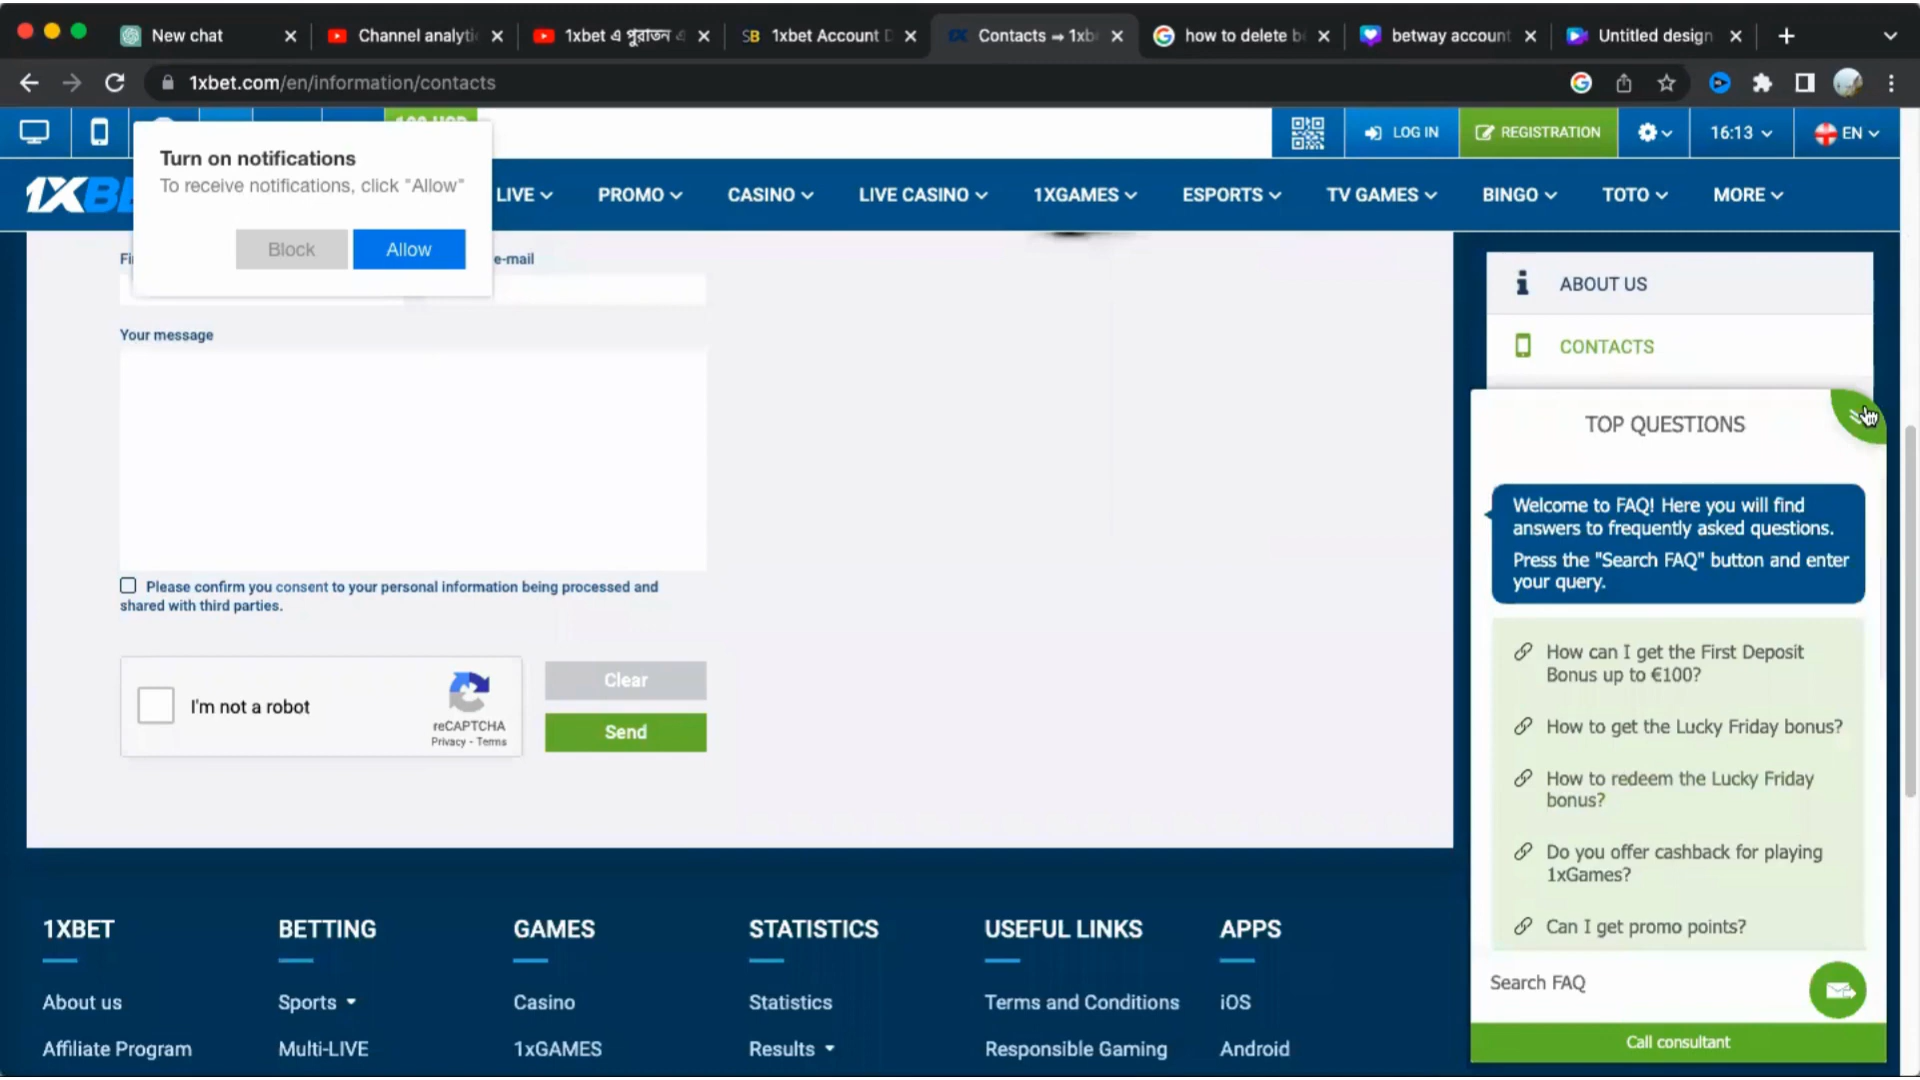 New chat
Channel analyti
1xbet এ পুরাতন এ
SB 1xbet Account D
Contacts → 1xb
how to delete b
betway account
Untitled design
1xbet.com/en/information/contacts
LOG IN
REGISTRATION
16:13
EN
Turn on notifications
To receive notifications, click "Allow"
Block
Allow
1XBE
LIVE
PROMO
CASINO
LIVE CASINO
1XGAMES
ESPORTS
TV GAMES
BINGO
TOTO
MORE
e-mail
Your message
Please confirm you consent to your personal information being processed and
shared with third parties.
I'm not a robot
reCAPTCHA
Privacy - Terms
Clear
Send
ABOUT US
CONTACTS
TOP QUESTIONS
Welcome to FAQ! Here you will find
answers to frequently asked questions.
Press the "Search FAQ" button and enter
your query.
How can I get the First Deposit
Bonus up to €100?
How to get the Lucky Friday bonus?
How to redeem the Lucky Friday
bonus?
Do you offer cashback for playing
1xGames?
Can I get promo points?
Search FAQ
Call consultant
1XBET
BETTING
GAMES
STATISTICS
USEFUL LINKS
APPS
About us
Sports
Casino
Statistics
Terms and Conditions
iOS
Affiliate Program
Multi-LIVE
1xGAMES
Results
Responsible Gaming
Android